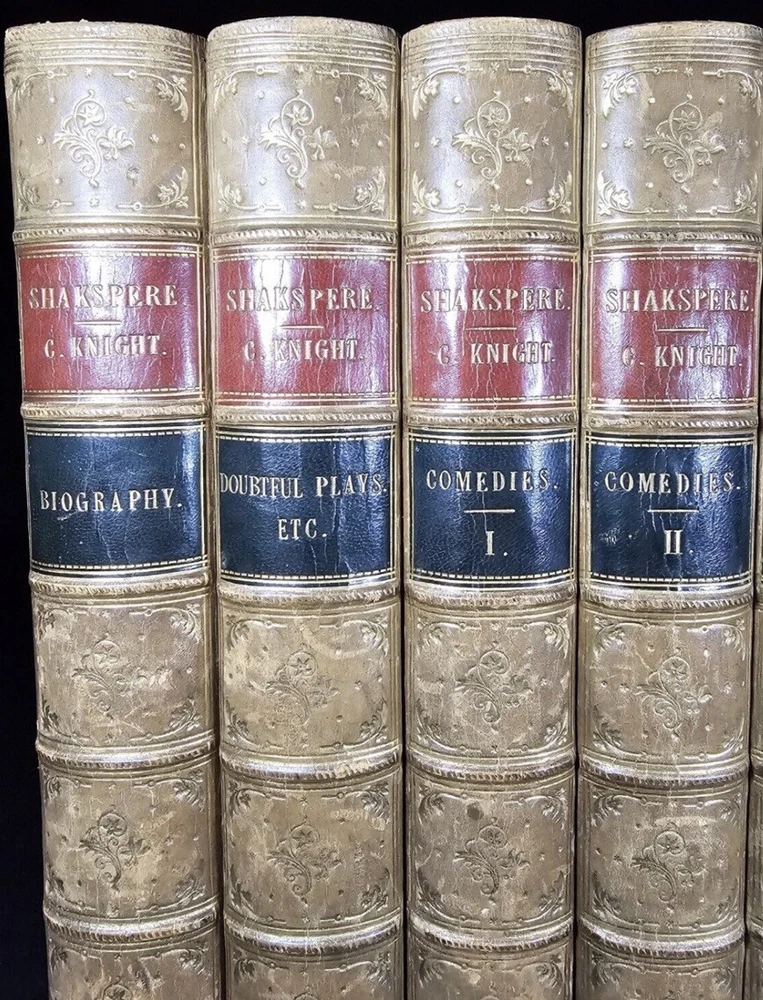 SHAKSPERE
C. KNIGHT.
BIOGRAPHY.
SHAKSPERE.
C. KNIGHT.
DOUBTFUL PLAYS.
ETC.
SHAKSPERE.
C. KNIGHT.
COMEDIES.
I.
SHAKSPERE.
C. KNIGHT.
COMEDIES.
II.